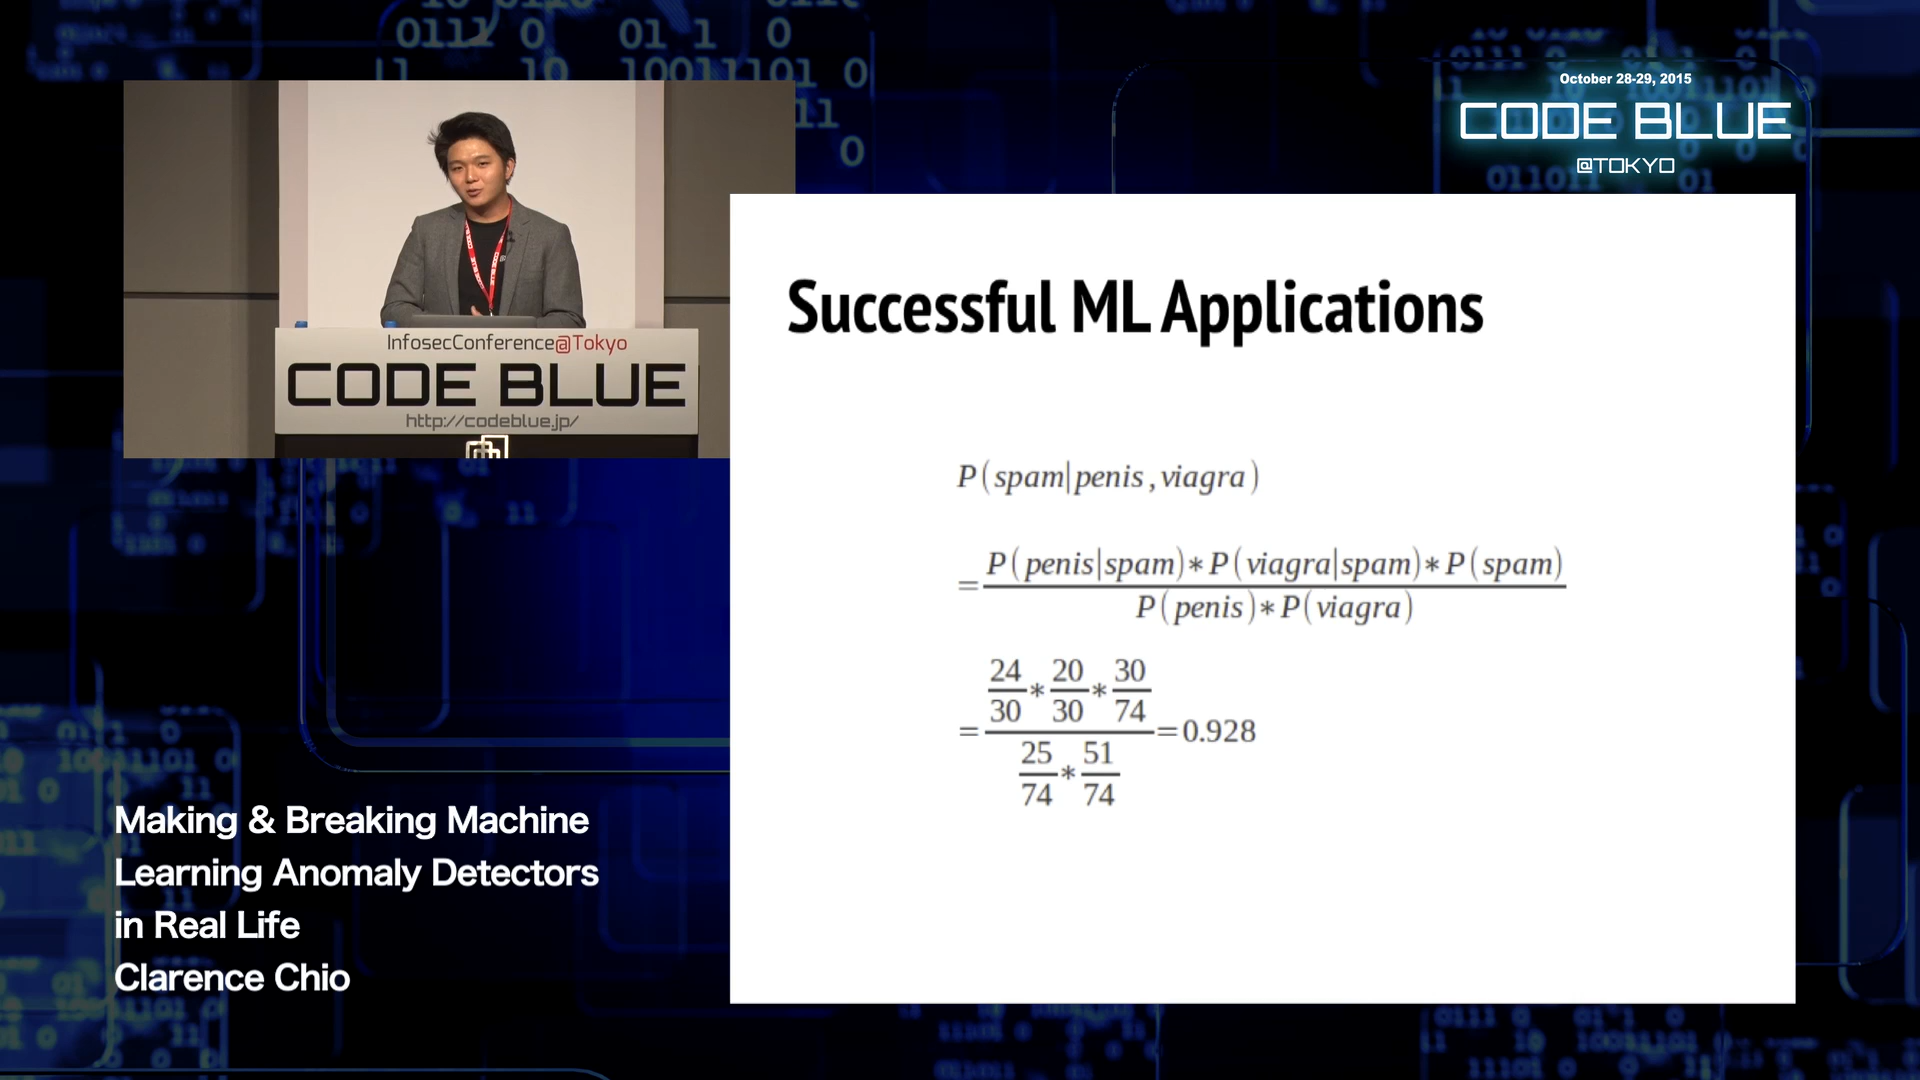 October 28-29, 2015
CODE BLUE
@TOKYO
InfosecConference@Tokyo
CODE BLUE
http://codeblue.jp/
Successful ML Applications
P(spam|penis,viagra)
= P(penis|spam)*P(viagra|spam)*P(spam)
P(penis)*P(viagra)
24 20 30
30 * 30 * 74
= =0.928
25 51
74 * 74
Making & Breaking Machine
Learning Anomaly Detectors
in Real Life
Clarence Chio